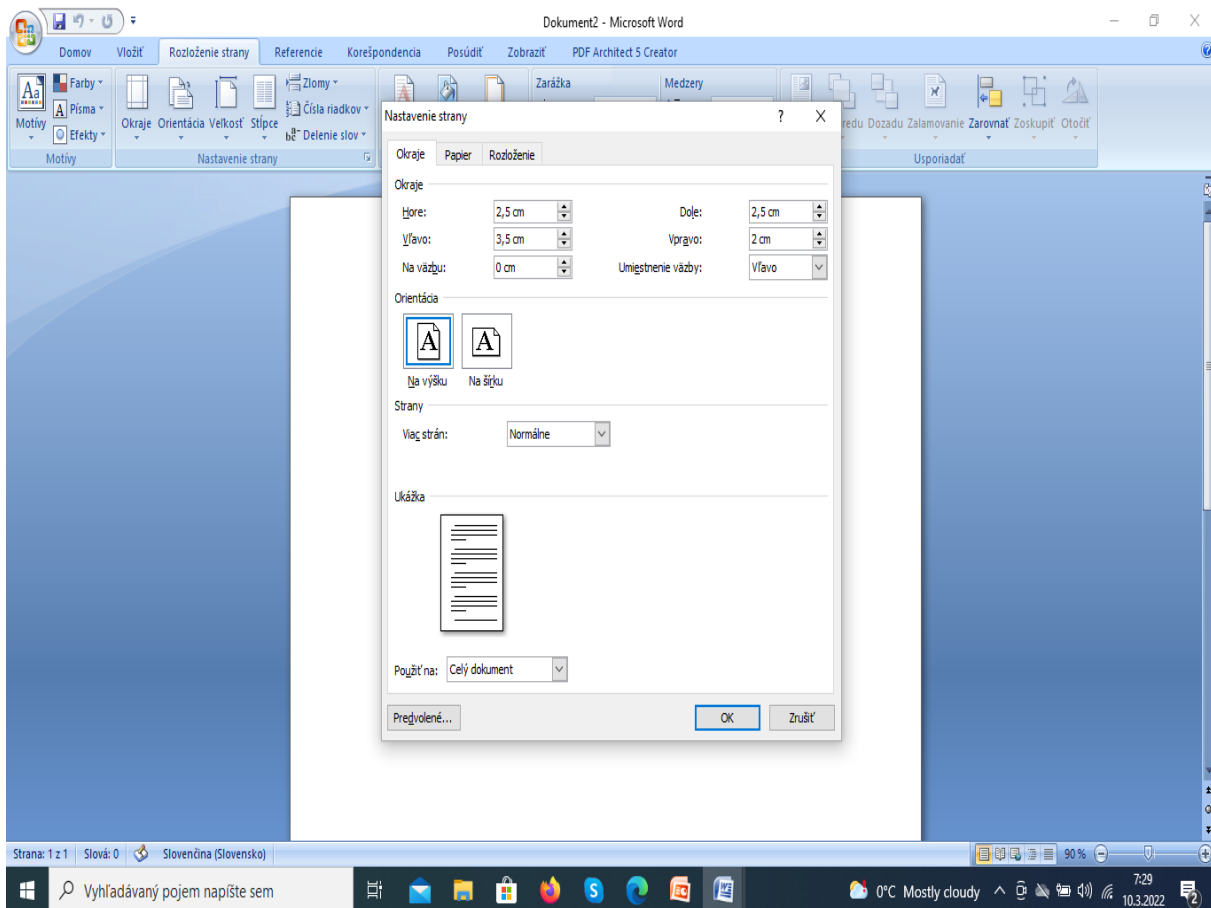 Dokument2 - Microsoft Word
Domov Vložiť Rozloženie strany Referencie Korešpondencia Posúdiť Zobraziť PDF Architect 5 Creator
Motívy
Farby
Písma
Efekty
Motívy
Okraje Orientácia Veľkosť Stĺpce
Zlomy
Čísla riadkov
Delenie slov
Nastavenie strany
Zarážka Medzery
Dozadu Zalamovanie Zarovnať Zoskupiť Otočiť
Usporiadať
Nastavenie strany ? X
Okraje Papier Rozloženie
Okraje
Hore: 2,5 cm Dole: 2,5 cm
Vľavo: 3,5 cm Vpravo: 2 cm
Na väzbu: 0 cm Umiestnenie väzby: Vľavo
Orientácia
Na výšku Na šírku
Strany
Viac strán: Normálne
Ukážka
Použiť na: Celý dokument
Predvolené... OK Zrušiť
Strana: 1 z 1 Slová: 0 Slovenčina (Slovensko) 90 %
Vyhľadávaný pojem napíšte sem 0°C Mostly cloudy 7:29
10.3.2022
2